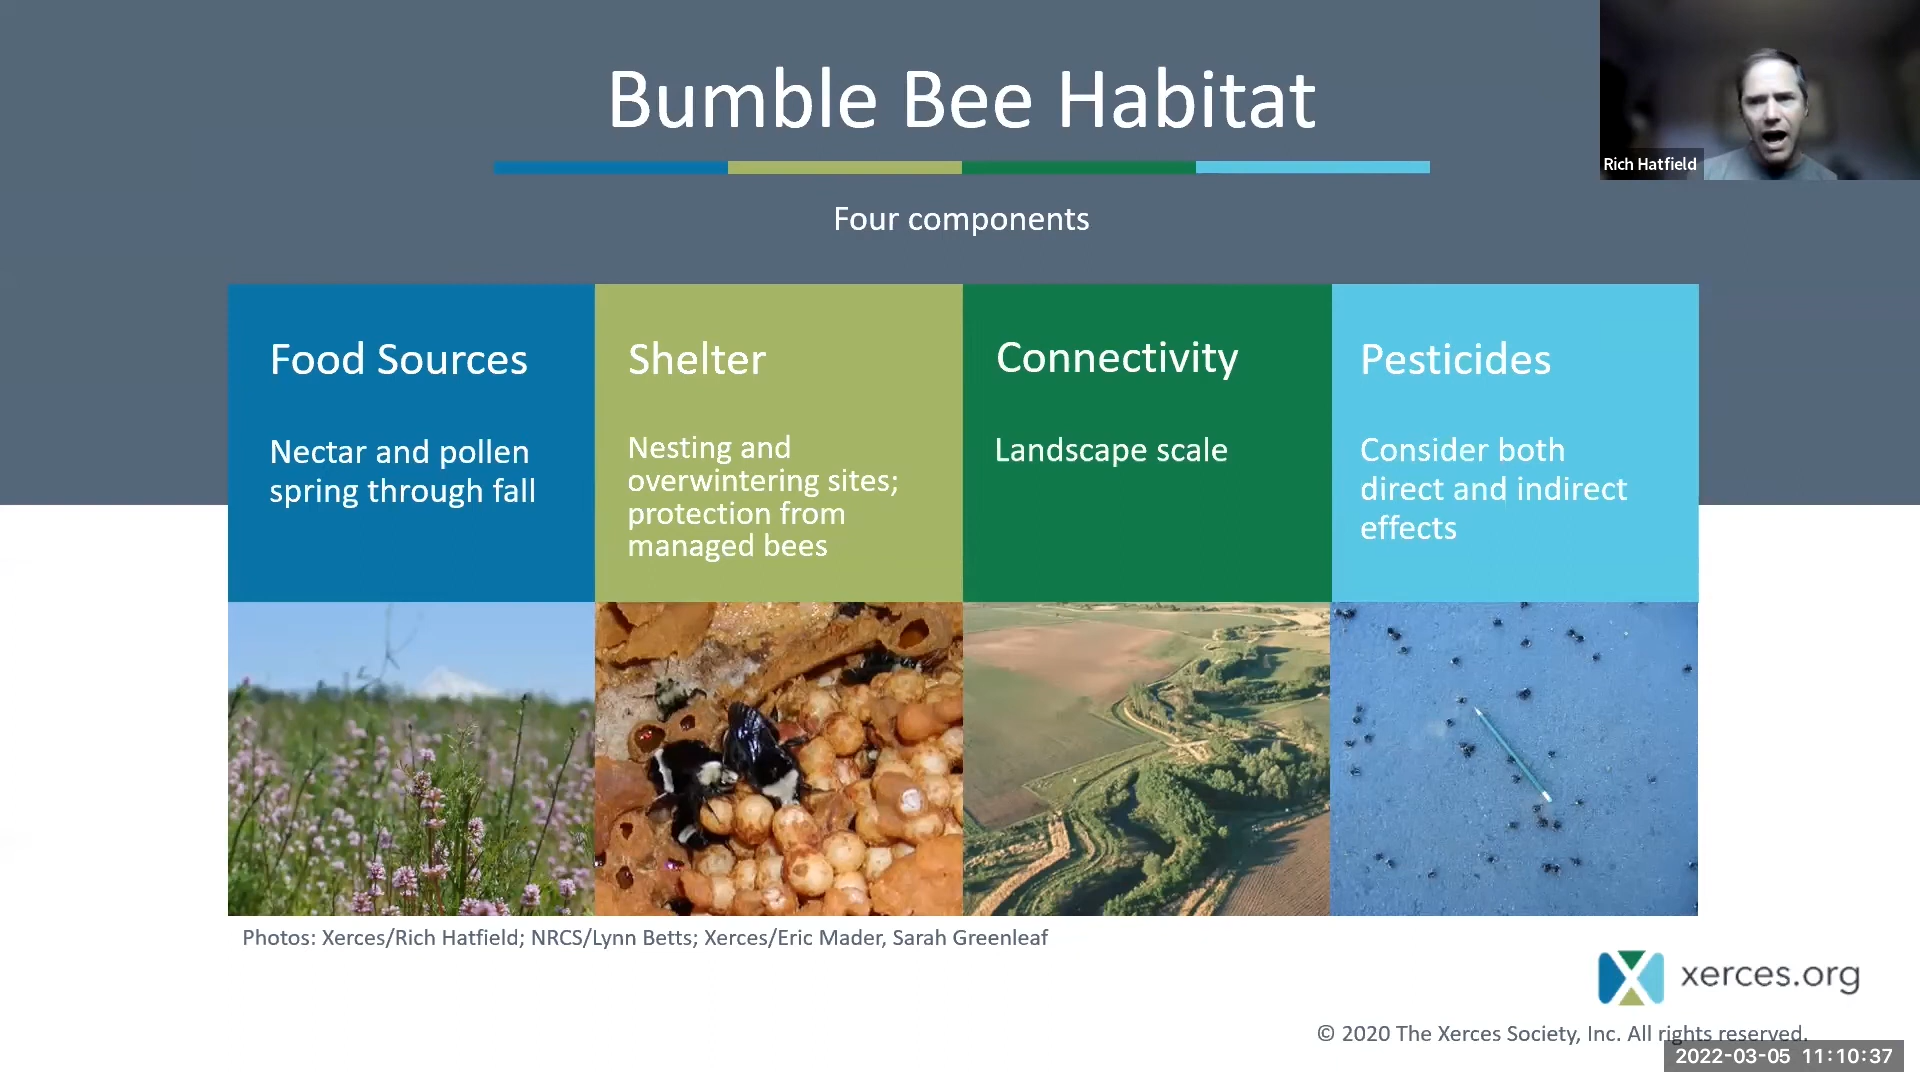 Bumble Bee Habitat
Rich Hatfield
Four components
Food Sources
Nectar and pollen
spring through fall
Shelter
Nesting and
overwintering sites;
protection from
managed bees
Connectivity
Landscape scale
Pesticides
Consider both
direct and indirect
effects
Photos: Xerces/Rich Hatfield; NRCS/Lynn Betts; Xerces/Eric Mader, Sarah Greenleaf
xerces.org
© 2020 The Xerces Society, Inc. All rights reserved.
2022-03-05 11:10:37